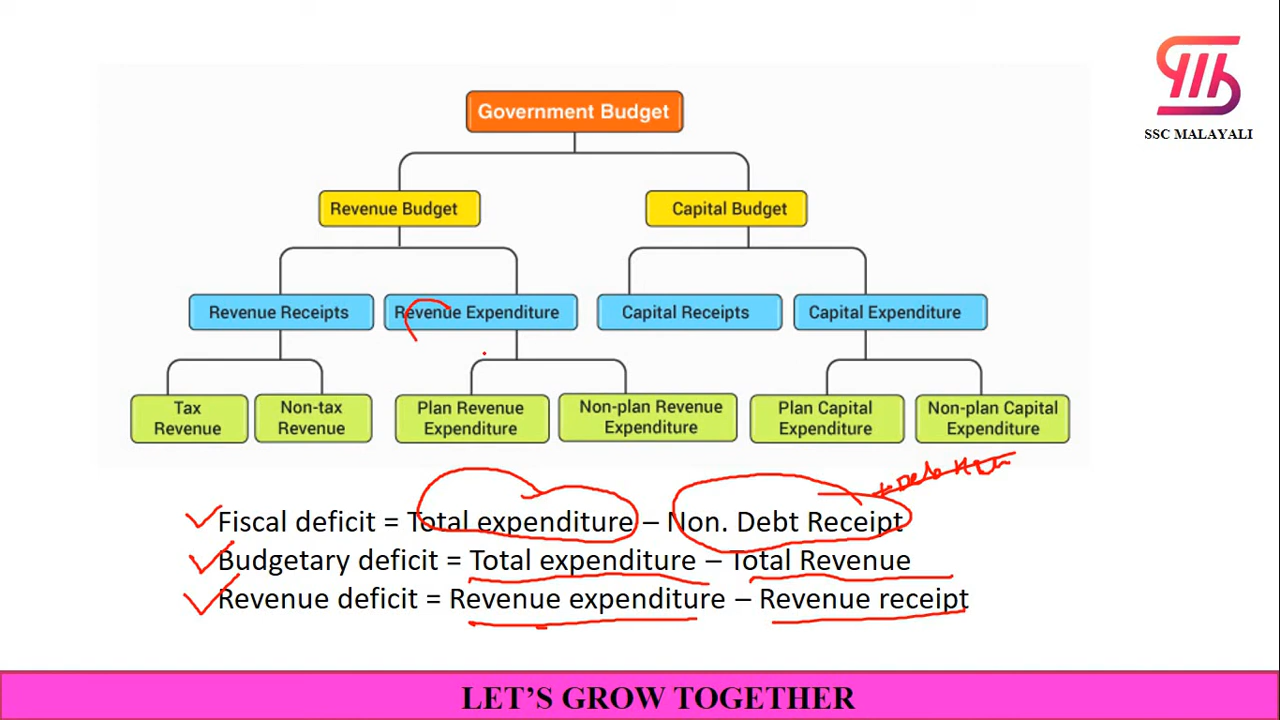 SSC MALAYALI
Government Budget
Revenue Budget
Capital Budget
Revenue Receipts
Revenue Expenditure
Capital Receipts
Capital Expenditure
Tax
Revenue
Non-tax
Revenue
Plan Revenue
Expenditure
Non-plan Revenue
Expenditure
Plan Capital
Expenditure
Non-plan Capital
Expenditure
Fiscal deficit = Total expenditure – Non. Debt Receipt
Budgetary deficit = Total expenditure – Total Revenue
Revenue deficit = Revenue expenditure – Revenue receipt
LET'S GROW TOGETHER